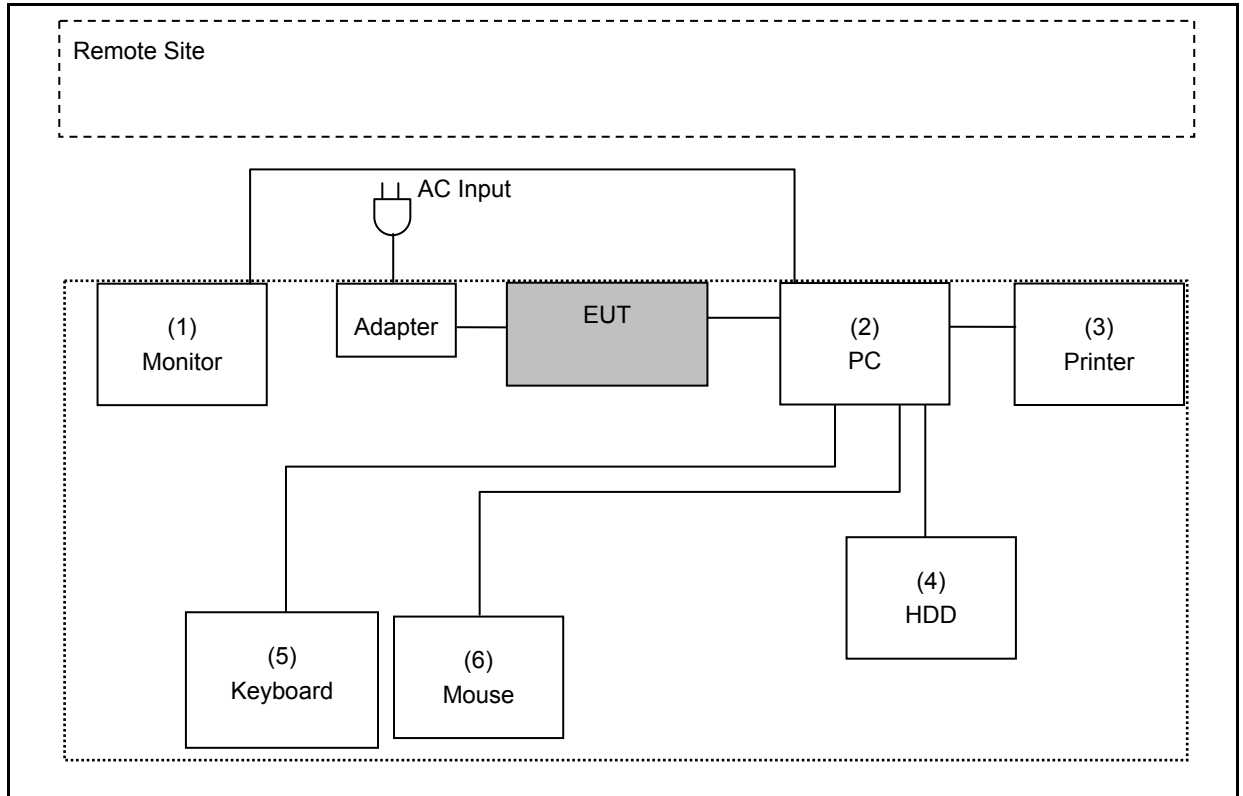 Remote Site
AC Input
(1)
Monitor
Adapter
EUT
(2)
PC
(3)
Printer
(4)
HDD
(5)
Keyboard
(6)
Mouse